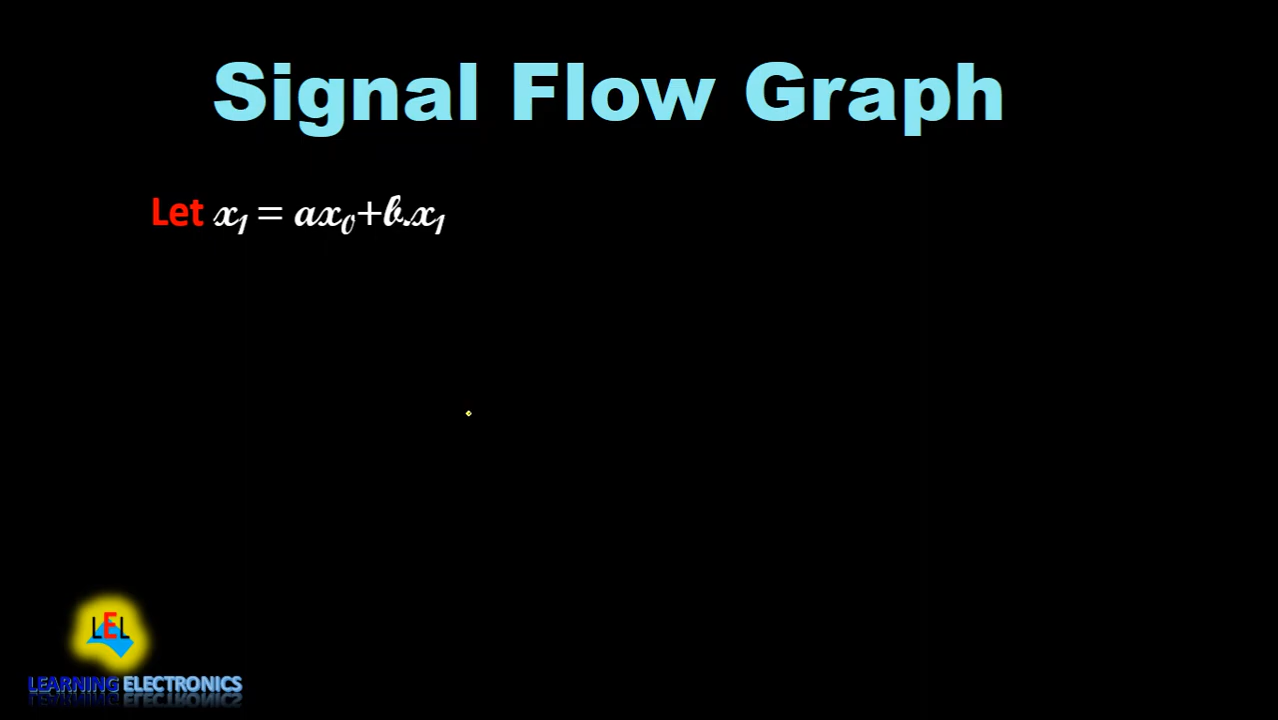 Signal Flow Graph
Let x₁ = ax₀+b.x₁
LEL
LEARNING ELECTRONICS